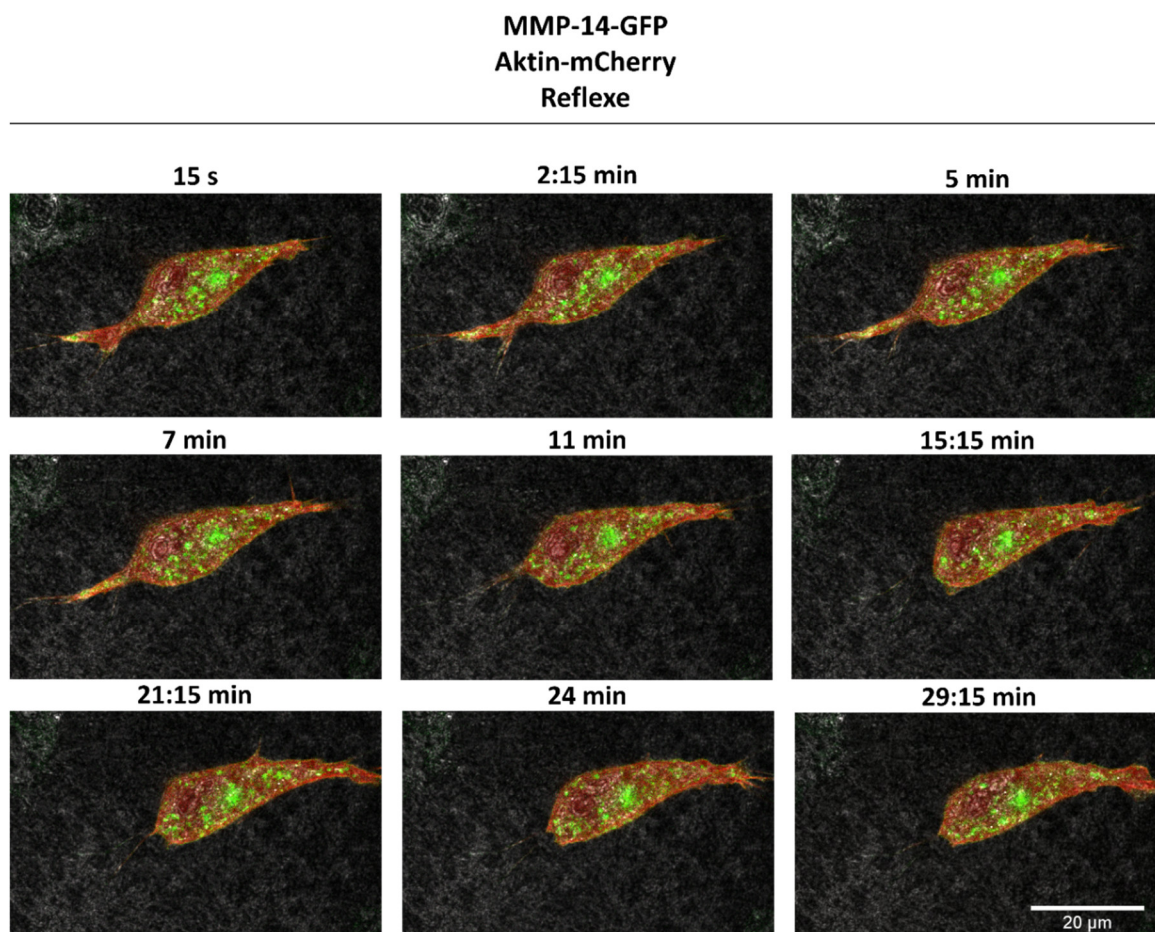 MMP-14-GFP
Aktin-mCherry
Reflexe
15 s
2:15 min
5 min
7 min
11 min
15:15 min
21:15 min
24 min
29:15 min
20 µm